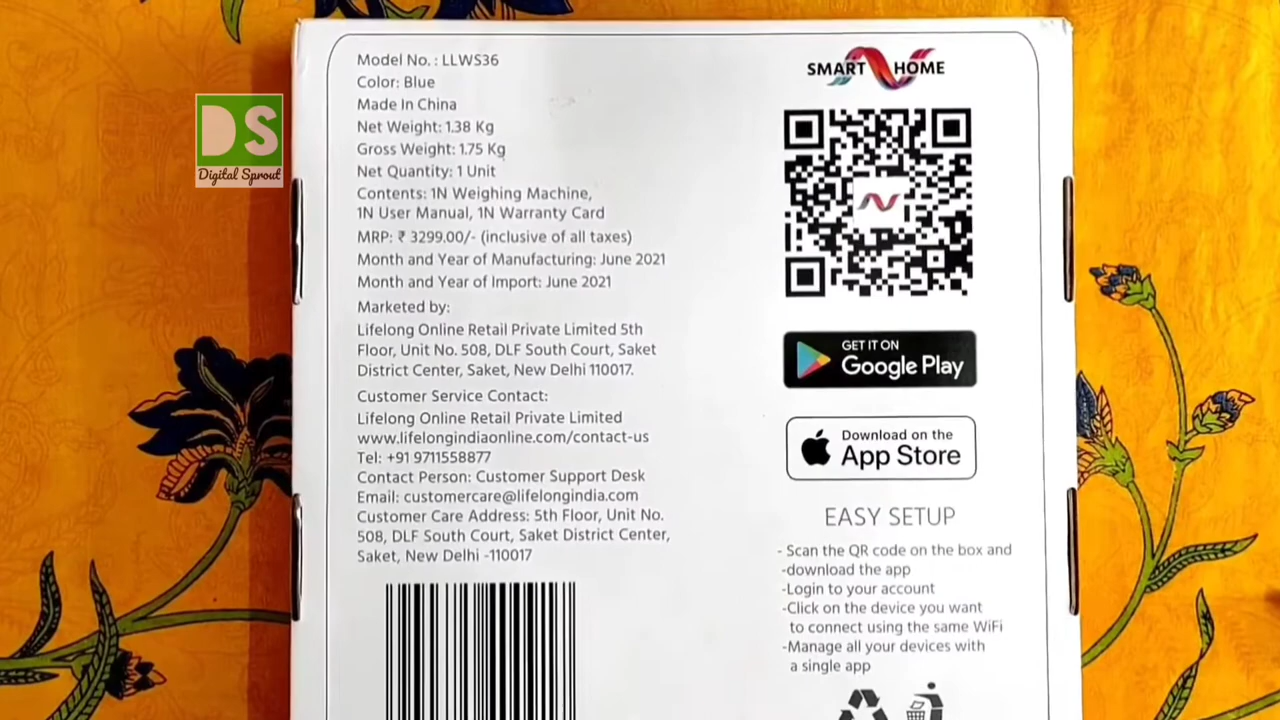 DS
Digital Sprout
Model No. : LLWS36
Color: Blue
Made In China
Net Weight: 1.38 Kg
Gross Weight: 1.75 Kg
Net Quantity: 1 Unit
Contents: 1N Weighing Machine,
1N User Manual, 1N Warranty Card
MRP: ₹ 3299.00/- (inclusive of all taxes)
Month and Year of Manufacturing: June 2021
Month and Year of Import: June 2021
Marketed by:
Lifelong Online Retail Private Limited 5th
Floor, Unit No. 508, DLF South Court, Saket
District Center, Saket, New Delhi 110017.
Customer Service Contact:
Lifelong Online Retail Private Limited
www.lifelongindiaonline.com/contact-us
Tel: +91 9711558877
Contact Person: Customer Support Desk
Email: customercare@lifelongindia.com
Customer Care Address: 5th Floor, Unit No.
508, DLF South Court, Saket District Center,
Saket, New Delhi -110017
SMART HOME
GET IT ON
Google Play
Download on the
App Store
EASY SETUP
- Scan the QR code on the box and
-download the app
-Login to your account
-Click on the device you want
to connect using the same WiFi
-Manage all your devices with
a single app